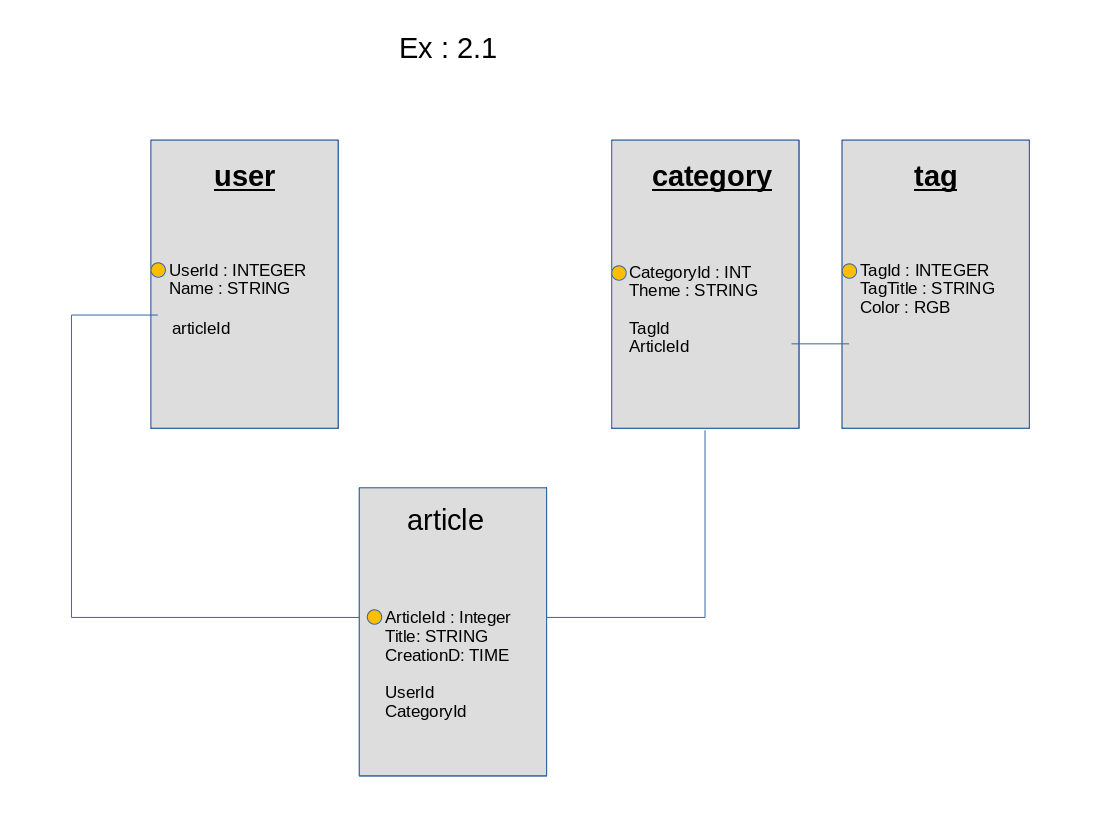 Ex : 2.1
user
UserId : INTEGER
Name : STRING
articleId
category
CategoryId : INT
Theme : STRING
TagId
ArticleId
tag
TagId : INTEGER
TagTitle : STRING
Color : RGB
article
ArticleId : Integer
Title: STRING
CreationD: TIME
UserId
CategoryId